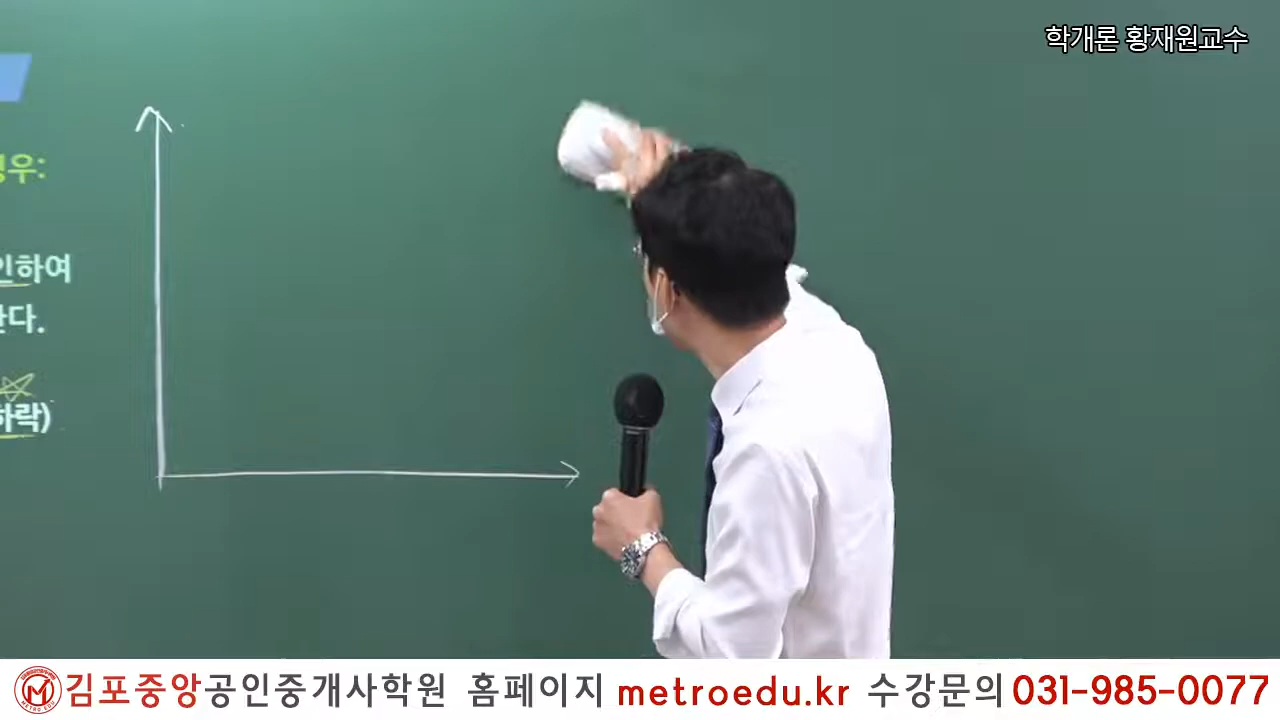 학개론 황재원교수
경우:
인하여
한다.
하락)
김포중앙공인중개사학원 홈페이지 metroedu.kr 수강문의 031-985-0077